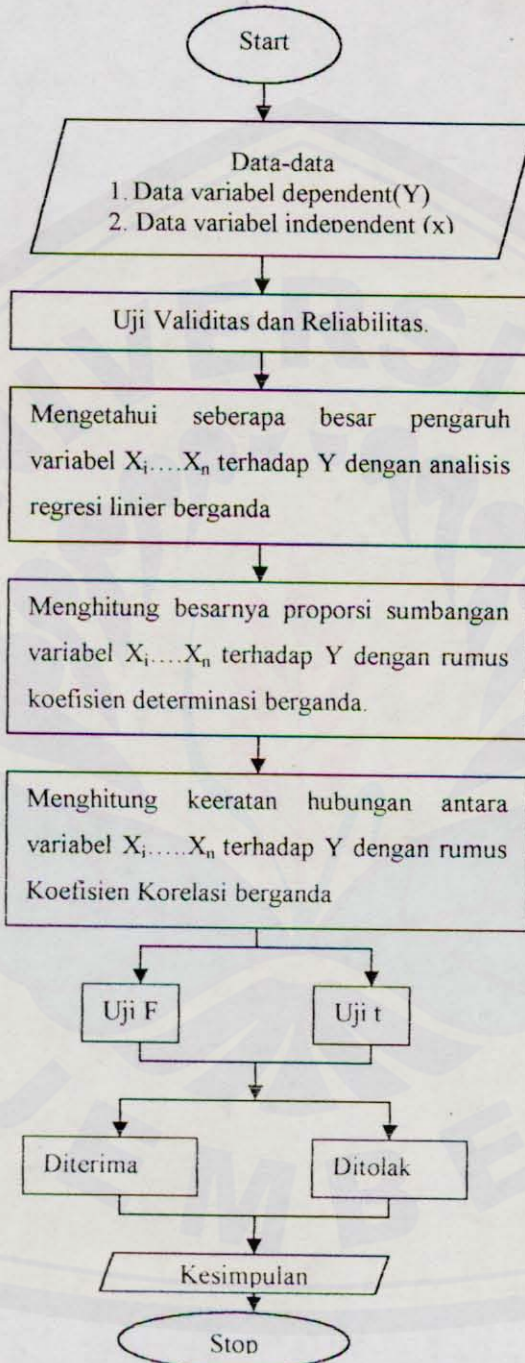 Start
Data-data
1. Data variabel dependent(Y)
2. Data variabel independent (x)
Uji Validitas dan Reliabilitas.
Mengetahui seberapa besar pengaruh
variabel Xi....Xn terhadap Y dengan analisis
regresi linier berganda
Menghitung besarnya proporsi sumbangan
variabel Xi....Xn terhadap Y dengan rumus
koefisien determinasi berganda.
Menghitung keeratan hubungan antara
variabel Xi.....Xn terhadap Y dengan rumus
Koefisien Korelasi berganda
Uji F
Uji t
Diterima
Ditolak
Kesimpulan
Stop